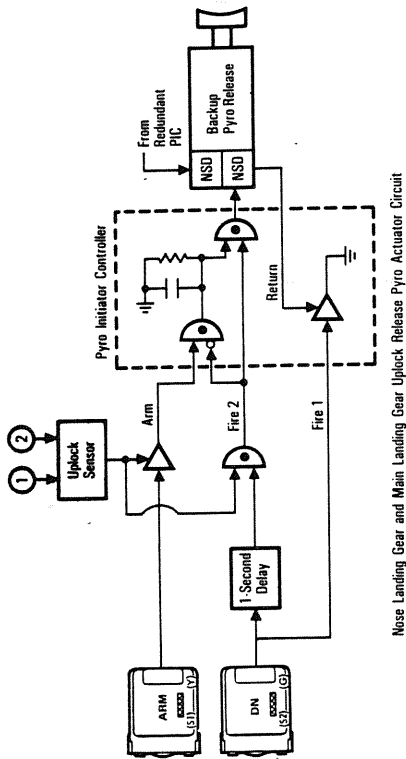 ARM
(S1)
(Y)
DN
(S2)
(G)
1
2
Uplock
Sensor
1-Second
Delay
Arm
Fire 2
Fire 1
Pyro Initiator Controller
Return
From
Redundant
PIC
NSD
NSD
Backup
Pyro Release
Nose Landing Gear and Main Landing Gear Uplock Release Pyro Actuator Circuit